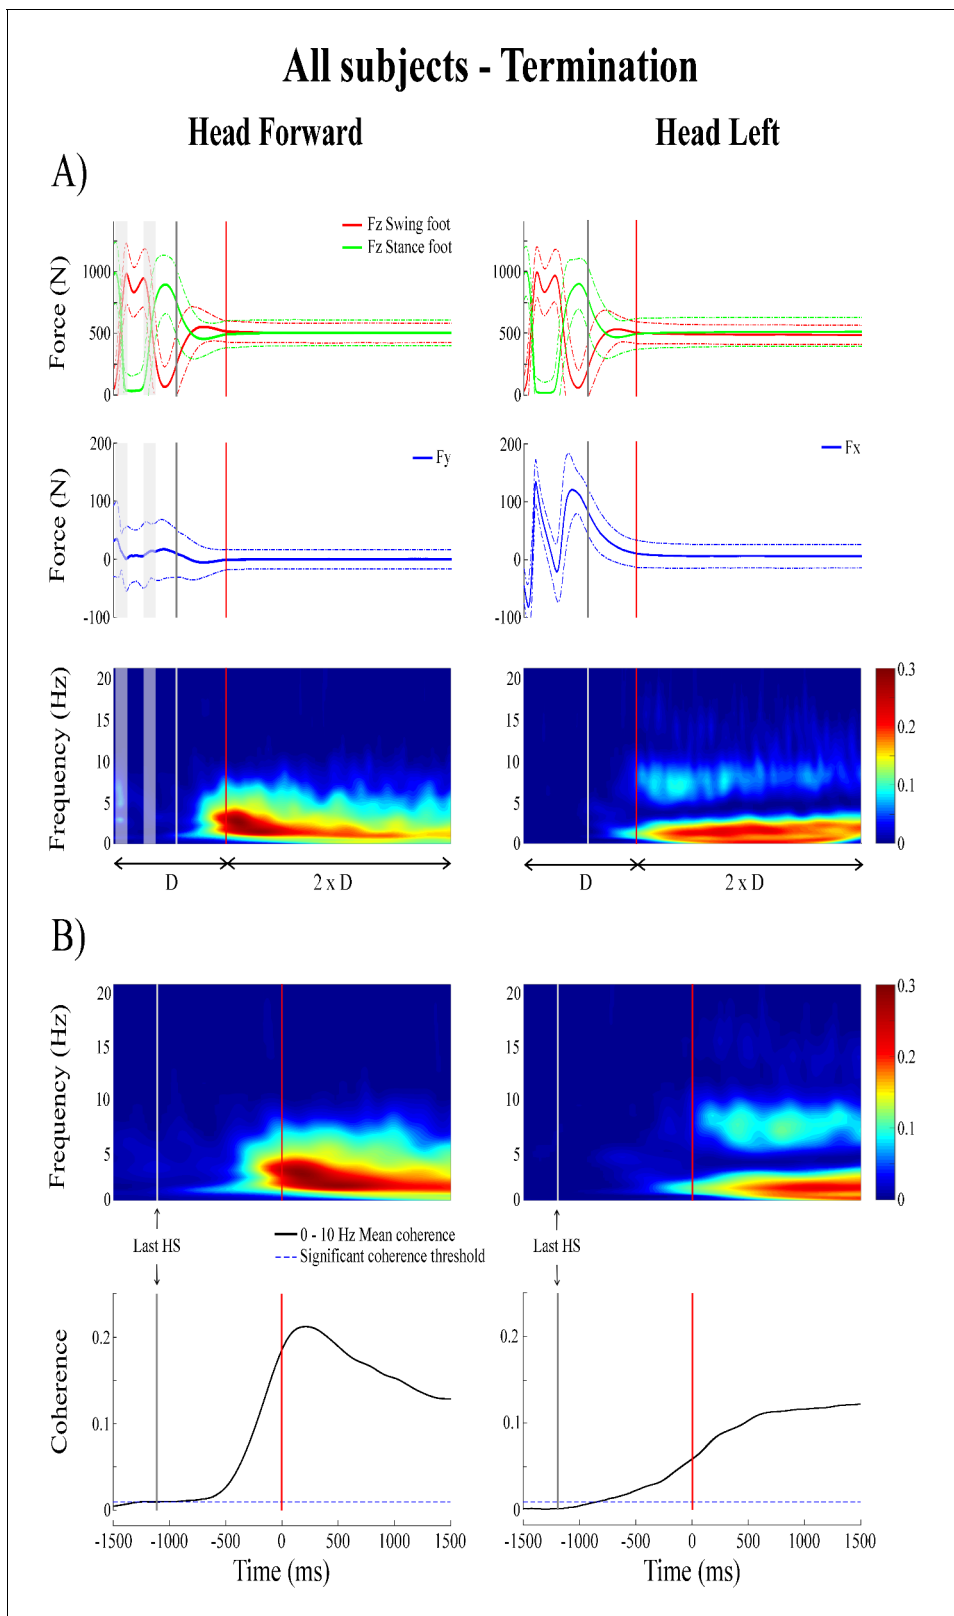 All subjects - Termination
Head Forward
Head Left
A)
Force (N)
1000
500
0
Fz Swing foot
Fz Stance foot
1000
500
0
Force (N)
200
100
0
-100
Fy
200
100
0
-100
Fx
Frequency (Hz)
20
15
10
5
0
D
2 x D
20
15
10
5
0
D
2 x D
0.3
0.2
0.1
0
B)
Frequency (Hz)
20
15
10
5
0
20
15
10
5
0
0.3
0.2
0.1
0
Last HS
0 - 10 Hz Mean coherence
Significant coherence threshold
Last HS
Coherence
0.2
0.1
0
-1500 -1000 -500 0 500 1000 1500
Time (ms)
0.2
0.1
0
-1500 -1000 -500 0 500 1000 1500
Time (ms)